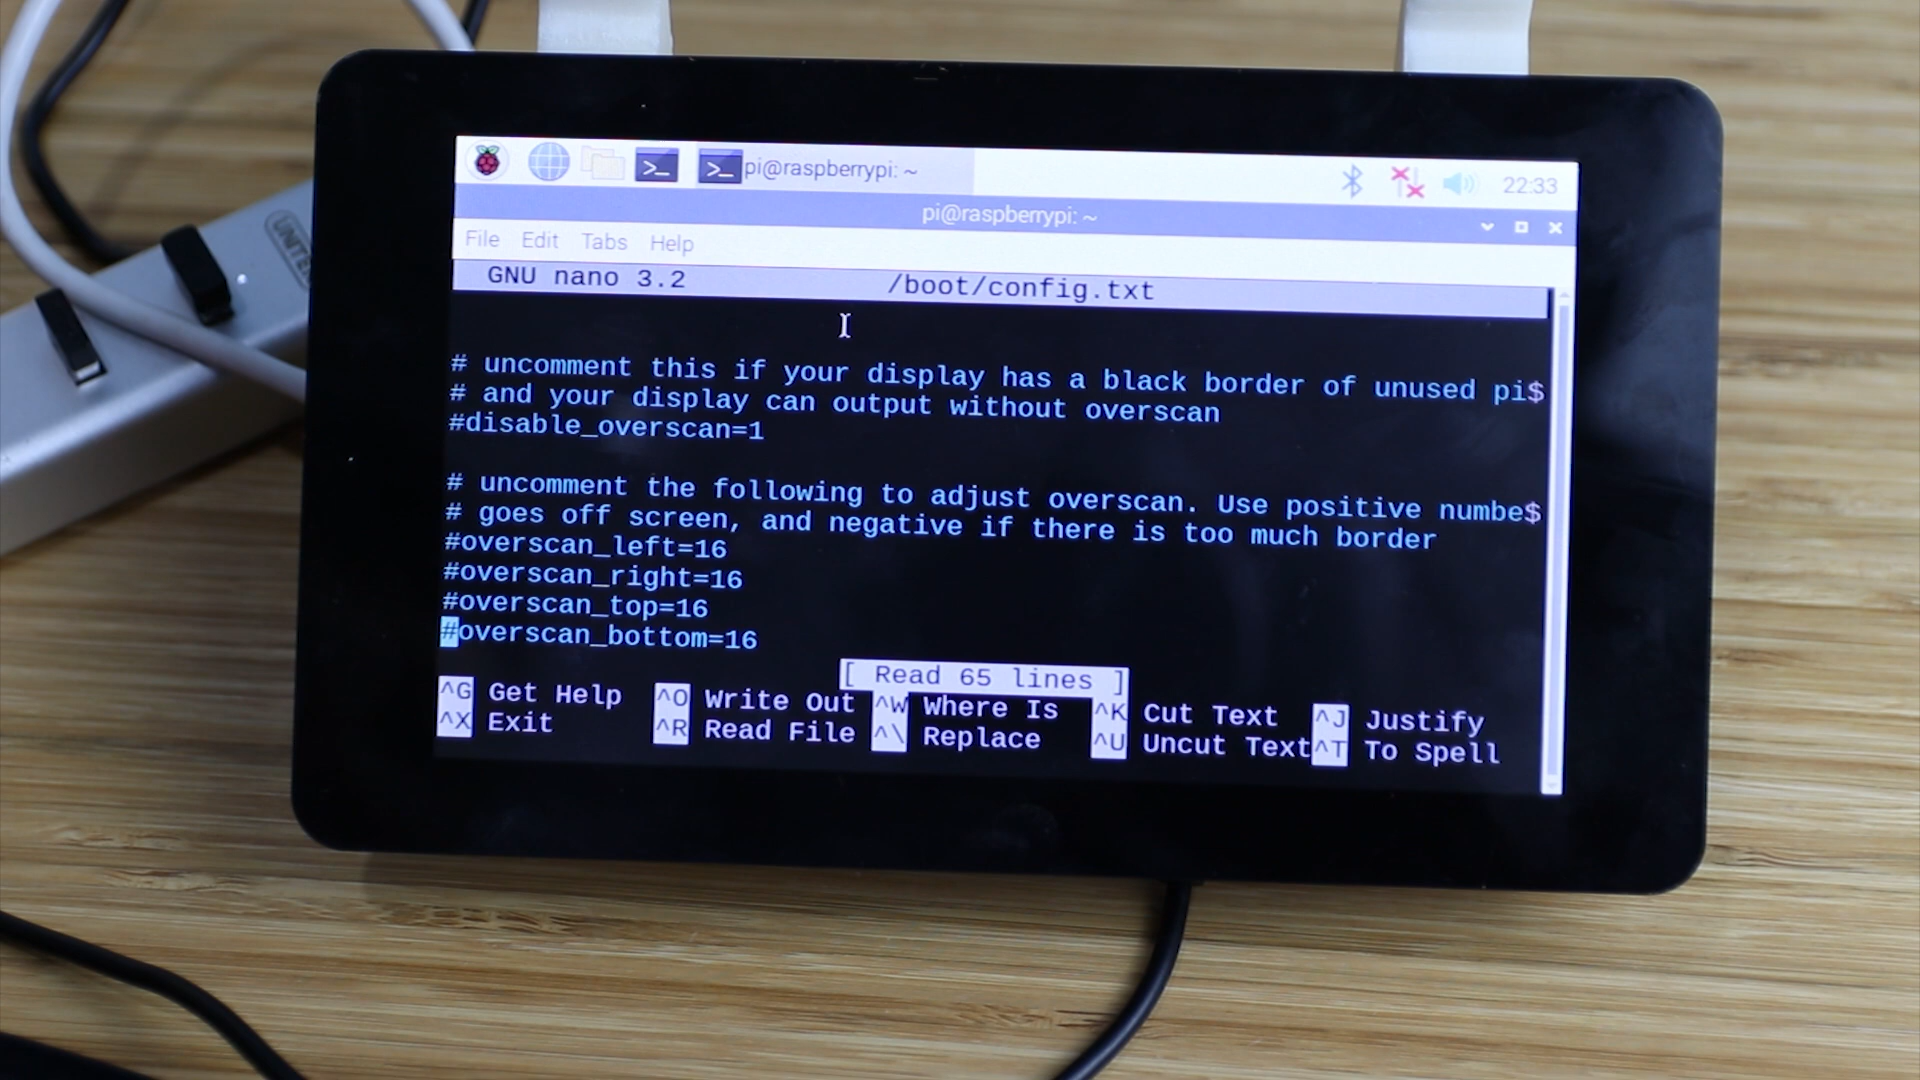 pi@raspberrypi: ~
22:33
pi@raspberrypi: ~
File Edit Tabs Help
GNU nano 3.2 /boot/config.txt
# uncomment this if your display has a black border of unused pi$
# and your display can output without overscan
#disable_overscan=1
# uncomment the following to adjust overscan. Use positive numbe$
# goes off screen, and negative if there is too much border
#overscan_left=16
#overscan_right=16
#overscan_top=16
#overscan_bottom=16
[ Read 65 lines ]
^G Get Help ^O Write Out ^W Where Is ^K Cut Text ^J Justify
^X Exit ^R Read File ^\ Replace ^U Uncut Text ^T To Spell